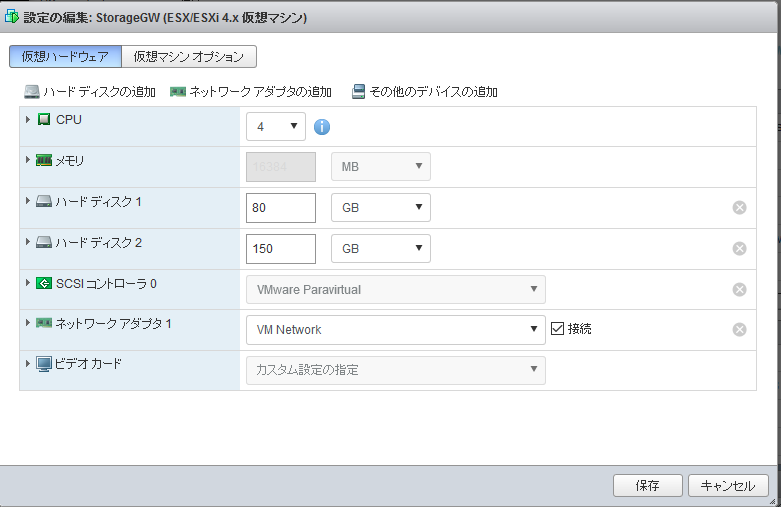 設定の編集: StorageGW (ESX/ESXi 4.x 仮想マシン)
仮想ハードウェア 仮想マシン オプション
ハード ディスクの追加 ネットワーク アダプタの追加 その他のデバイスの追加
CPU 4
メモリ 16384 MB
ハード ディスク 1 80 GB
ハード ディスク 2 150 GB
SCSI コントローラ 0 VMware Paravirtual
ネットワーク アダプタ 1 VM Network 接続
ビデオ カード カスタム設定の指定
保存 キャンセル